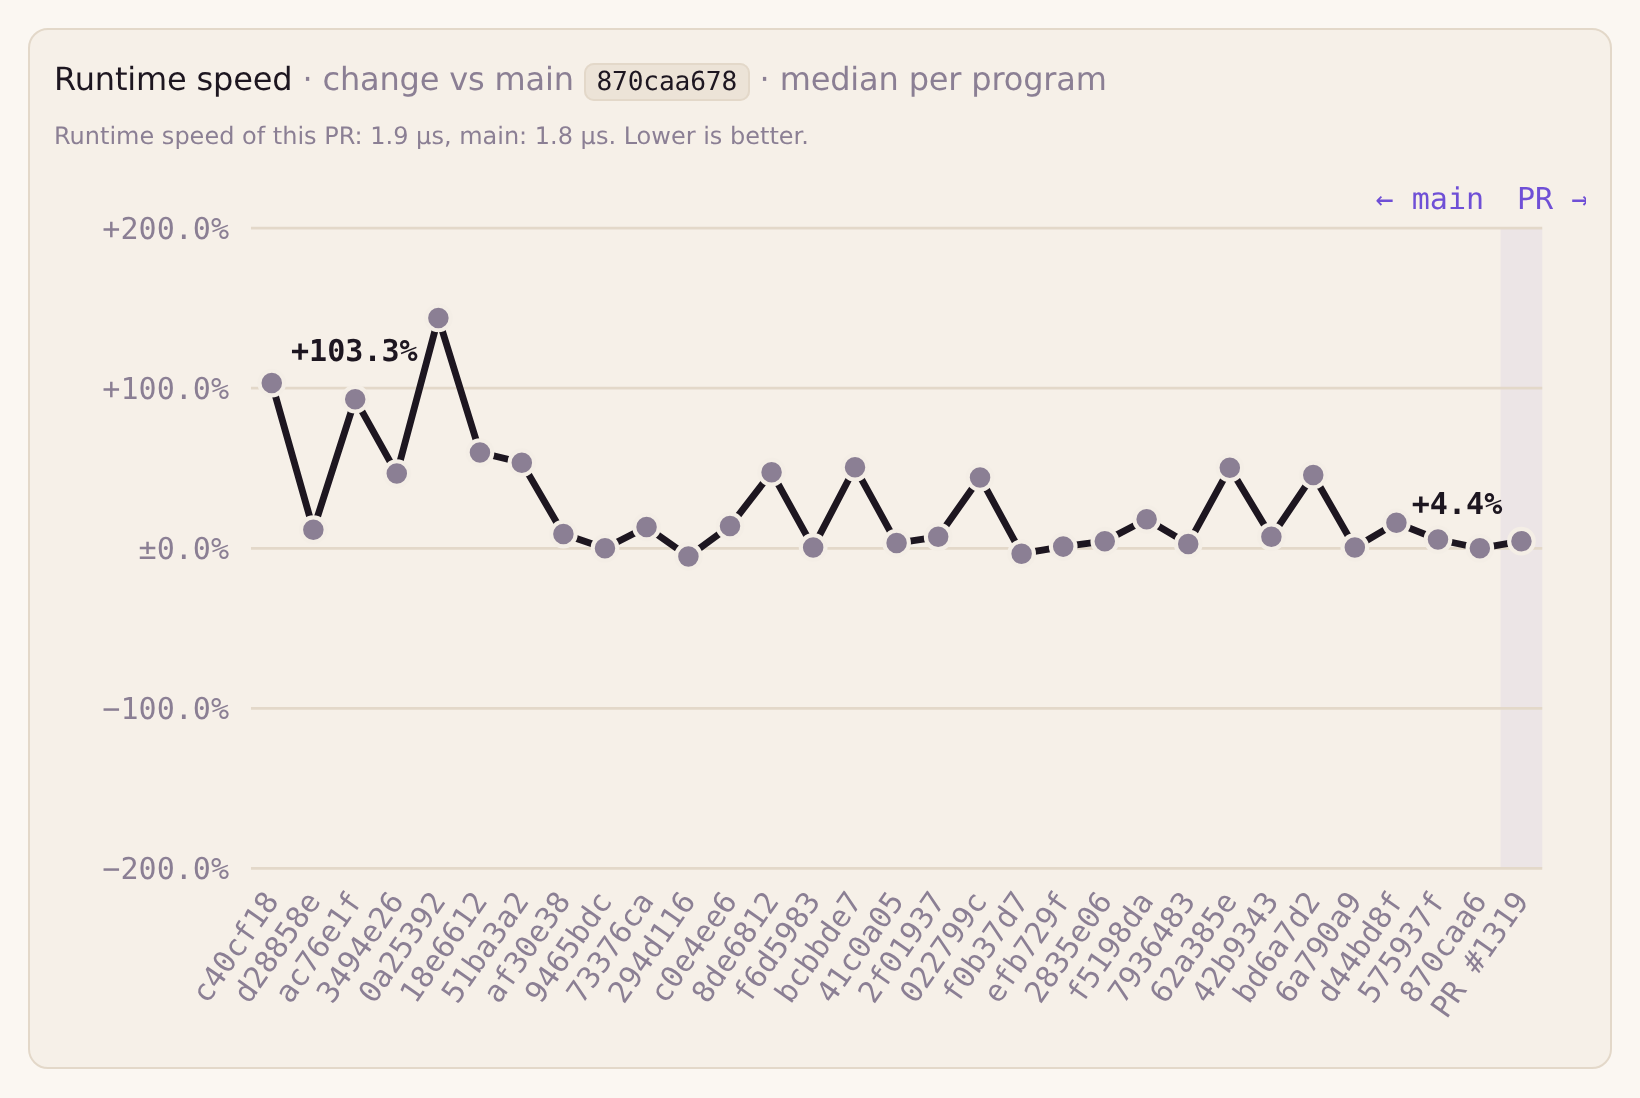 Runtime speed · change vs main 870caa678 · median per program
Runtime speed of this PR: 1.9 µs, main: 1.8 µs. Lower is better.
← main PR →
+200.0%
+103.3%
+100.0%
+4.4%
±0.0%
−100.0%
−200.0%
c40cf18
d28858e
ac76e1f
3494e26
0a25392
18e6612
51ba3a2
af30e38
9465bdc
73376ca
294d116
c0e4ee6
8de6812
f6d5983
bcbbde7
41c0a05
2f01937
022799c
f0b37d7
efb729f
2835e06
f5198da
7936483
62a385e
42b9343
bd6a7d2
6a790a9
d44bd8f
575937f
870caa6
PR #1319